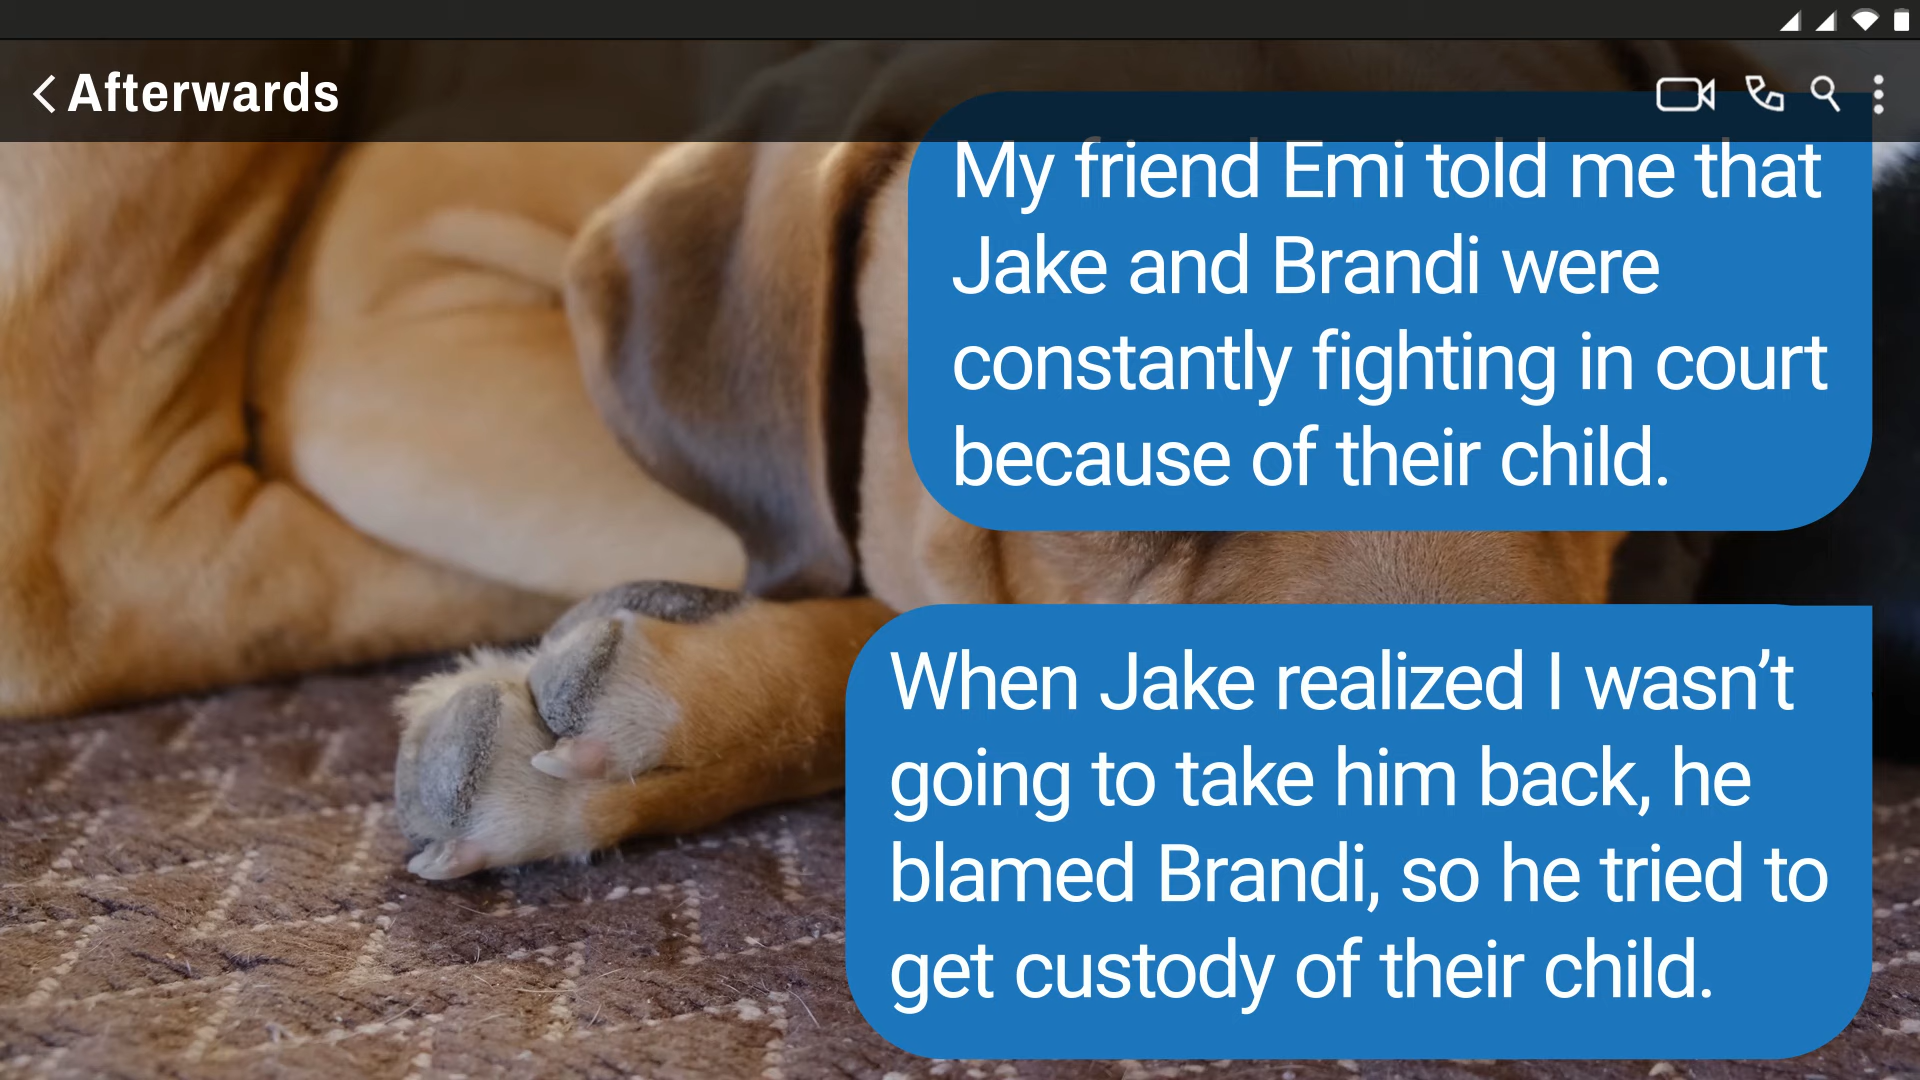 Afterwards
My friend Emi told me that
Jake and Brandi were
constantly fighting in court
because of their child.
When Jake realized I wasn’t
going to take him back, he
blamed Brandi, so he tried to
get custody of their child.